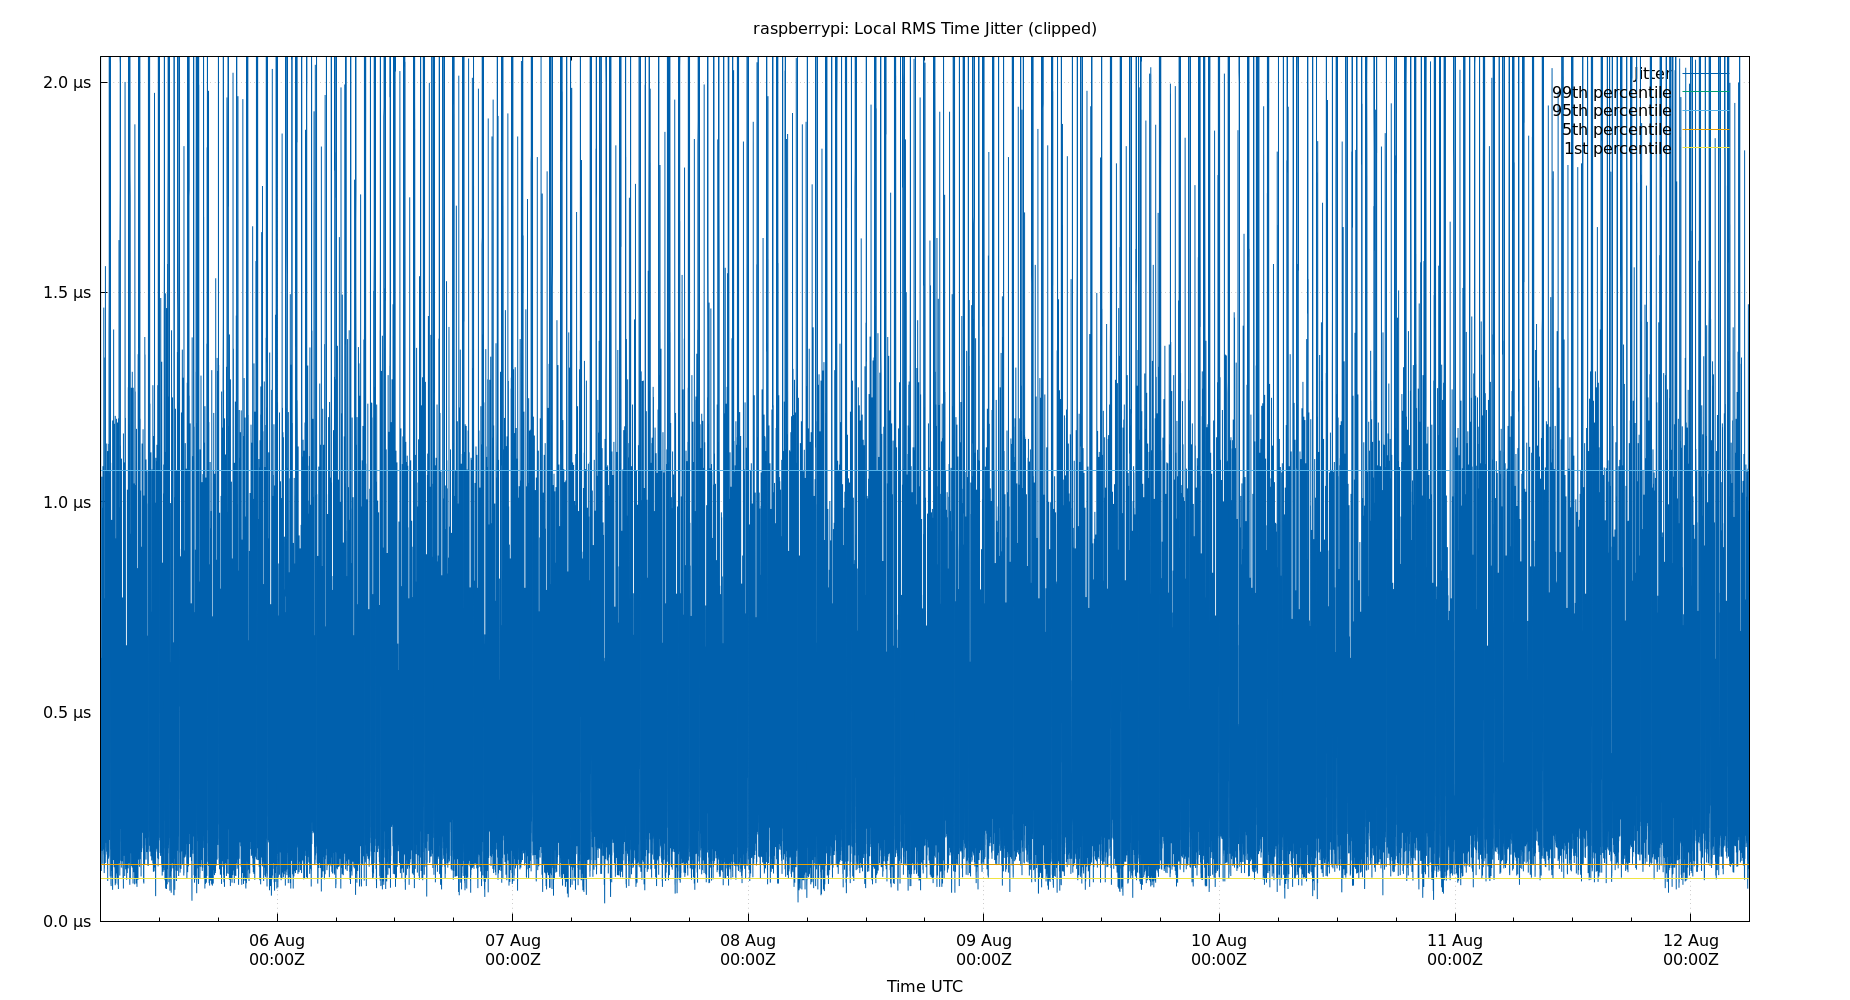 raspberrypi: Local RMS Time Jitter (clipped)
2.0 µs
1.5 µs
1.0 µs
0.5 µs
0.0 µs
Jitter
99th percentile
95th percentile
5th percentile
1st percentile
06 Aug
00:00Z
07 Aug
00:00Z
08 Aug
00:00Z
09 Aug
00:00Z
10 Aug
00:00Z
11 Aug
00:00Z
12 Aug
00:00Z
Time UTC